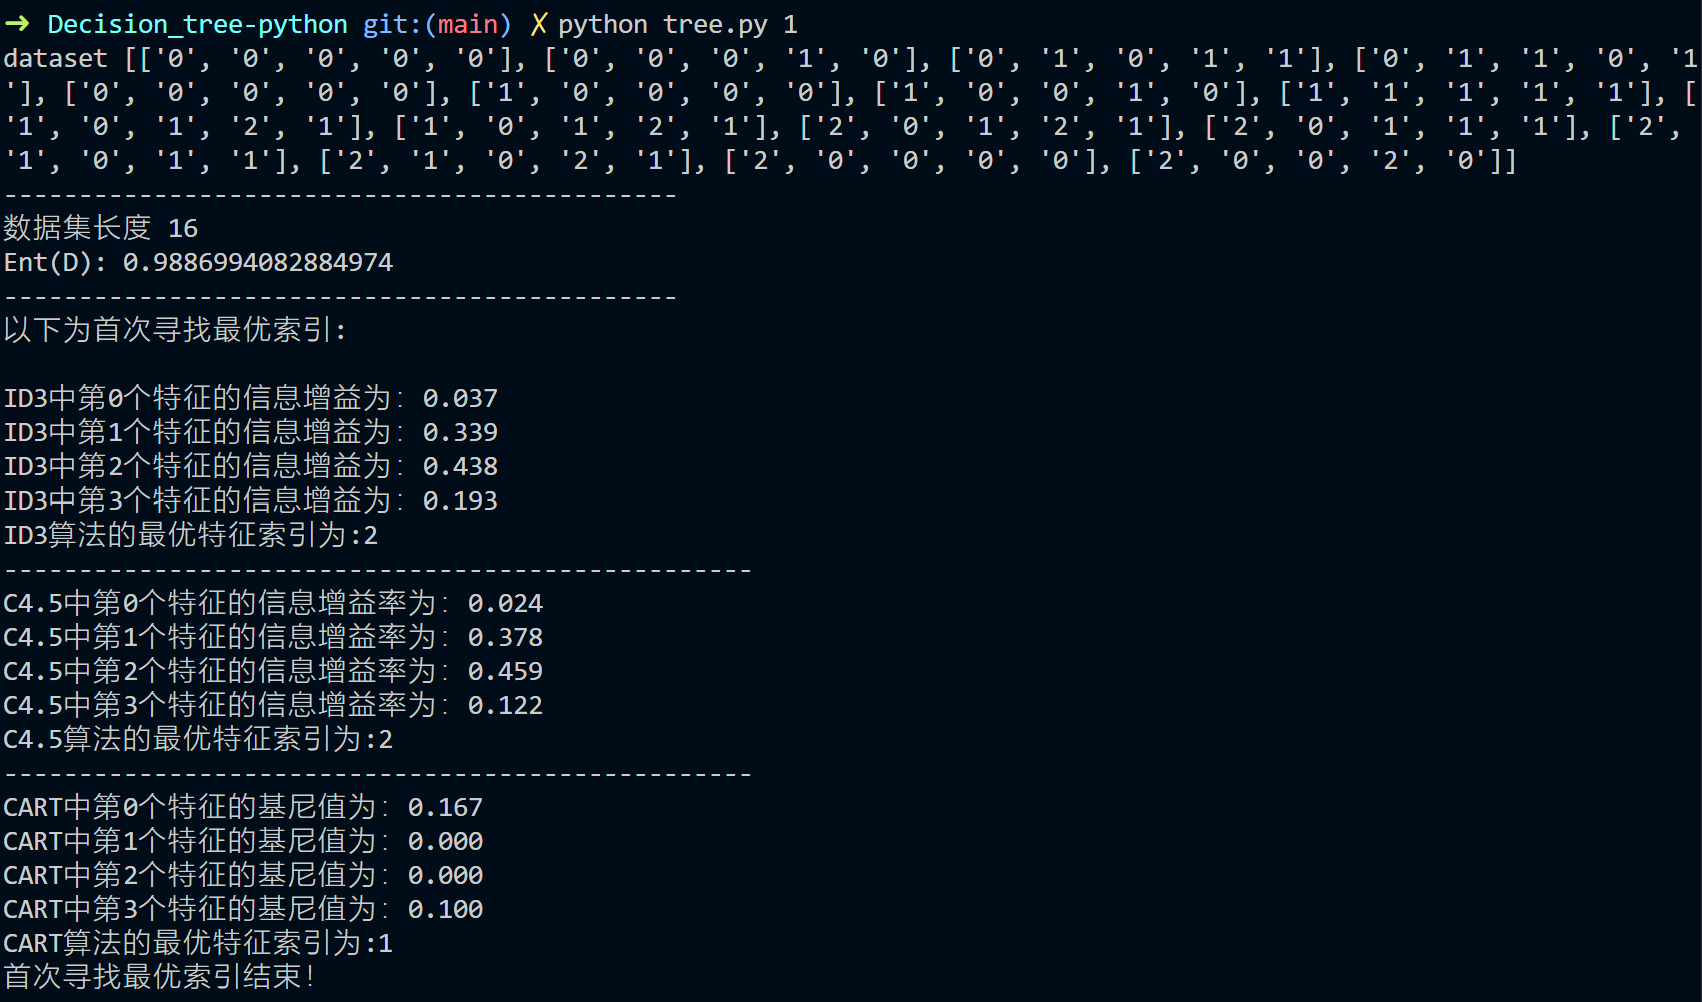 ➜ Decision_tree-python git:(main) ✗ python tree.py 1
dataset [['0', '0', '0', '0', '0'], ['0', '0', '0', '1', '0'], ['0', '1', '0', '1', '1'], ['0', '1', '1', '0', '1
'], ['0', '0', '0', '0', '0'], ['1', '0', '0', '0', '0'], ['1', '0', '0', '1', '0'], ['1', '1', '1', '1', '1'], [
'1', '0', '1', '2', '1'], ['1', '0', '1', '2', '1'], ['2', '0', '1', '2', '1'], ['2', '0', '1', '1', '1'], ['2',
'1', '0', '1', '1'], ['2', '1', '0', '2', '1'], ['2', '0', '0', '0', '0'], ['2', '0', '0', '2', '0']]
---------------------------------------------
数据集长度 16
Ent(D): 0.9886994082884974
---------------------------------------------
以下为首次寻找最优索引:
ID3中第0个特征的信息增益为：0.037
ID3中第1个特征的信息增益为：0.339
ID3中第2个特征的信息增益为：0.438
ID3中第3个特征的信息增益为：0.193
ID3算法的最优特征索引为:2
--------------------------------------------------
C4.5中第0个特征的信息增益率为：0.024
C4.5中第1个特征的信息增益率为：0.378
C4.5中第2个特征的信息增益率为：0.459
C4.5中第3个特征的信息增益率为：0.122
C4.5算法的最优特征索引为:2
--------------------------------------------------
CART中第0个特征的基尼值为：0.167
CART中第1个特征的基尼值为：0.000
CART中第2个特征的基尼值为：0.000
CART中第3个特征的基尼值为：0.100
CART算法的最优特征索引为:1
首次寻找最优索引结束！